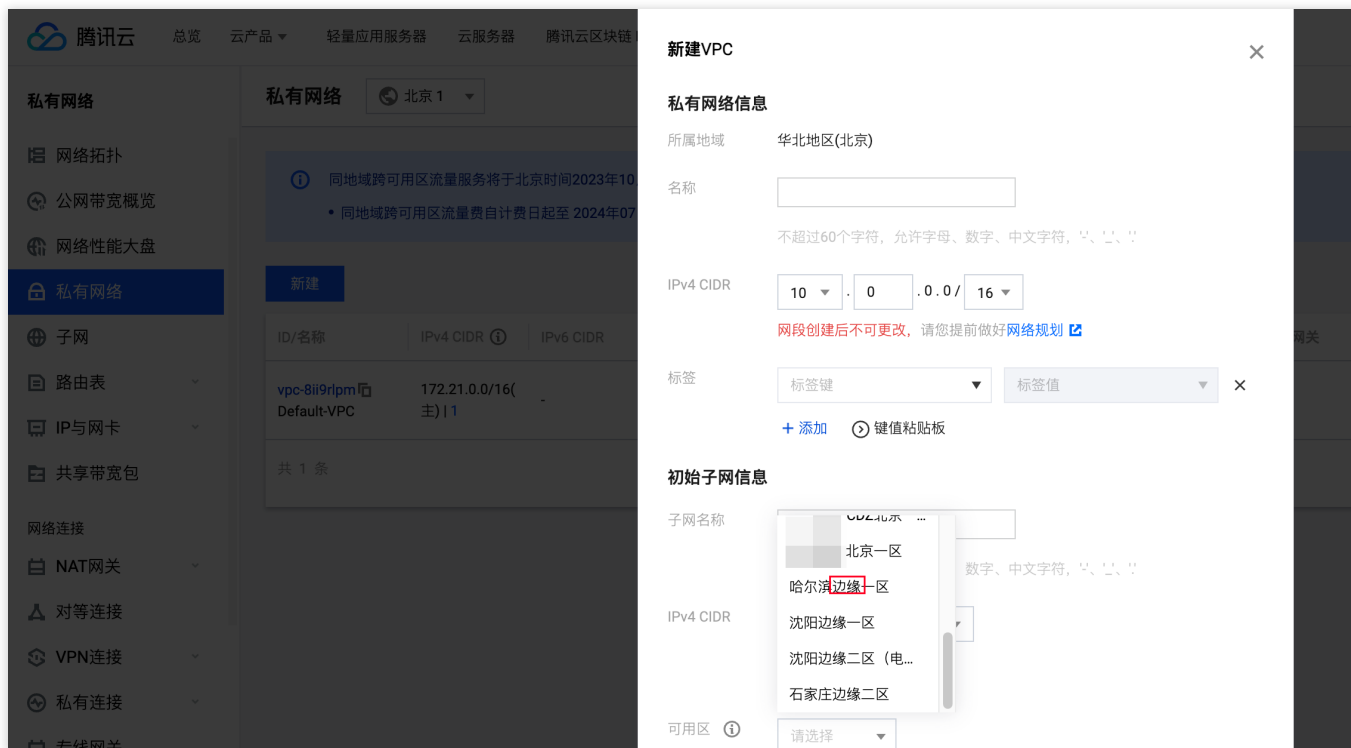 腾讯云 总览 云产品 轻量应用服务器 云服务器 腾讯云区块链
私有网络
网络拓扑
公网带宽概览
网络性能大盘
私有网络
子网
路由表
IP与网卡
共享带宽包
网络连接
NAT网关
对等连接
VPN连接
私有连接
专线网关
私有网络 北京 1
同地域跨可用区流量服务将于北京时间2023年10
• 同地域跨可用区流量费自计费日起至 2024年07
新建
ID/名称 IPv4 CIDR IPv6 CIDR 网关
vpc-8ii9rlpm 172.21.0.0/16( -
Default-VPC 主) | 1
共 1 条
新建VPC
私有网络信息
所属地域 华北地区(北京)
名称
不超过60个字符，允许字母、数字、中文字符，'-'、'_'、'.'
IPv4 CIDR 10 . 0 . 0 . 0 / 16
网段创建后不可更改，请您提前做好网络规划
标签 标签键 标签值
+ 添加 键值粘贴板
初始子网信息
子网名称
CDZ北京一...
北京一区
数字、中文字符，'-'、'_'、'.'
哈尔滨边缘一区
IPv4 CIDR
沈阳边缘一区
沈阳边缘二区（电...
石家庄边缘二区
可用区 请选择